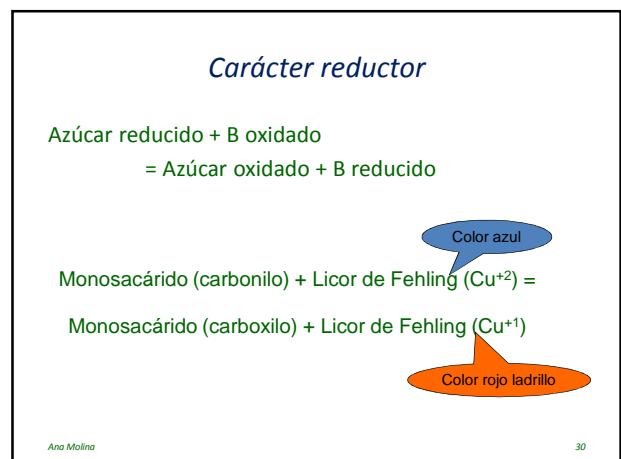 Carácter reductor
Azúcar reducido + B oxidado
= Azúcar oxidado + B reducido
Color azul
Monosacárido (carbonilo) + Licor de Fehling (Cu⁺²) =
Monosacárido (carboxilo) + Licor de Fehling (Cu⁺¹)
Color rojo ladrillo
Ana Molina 30